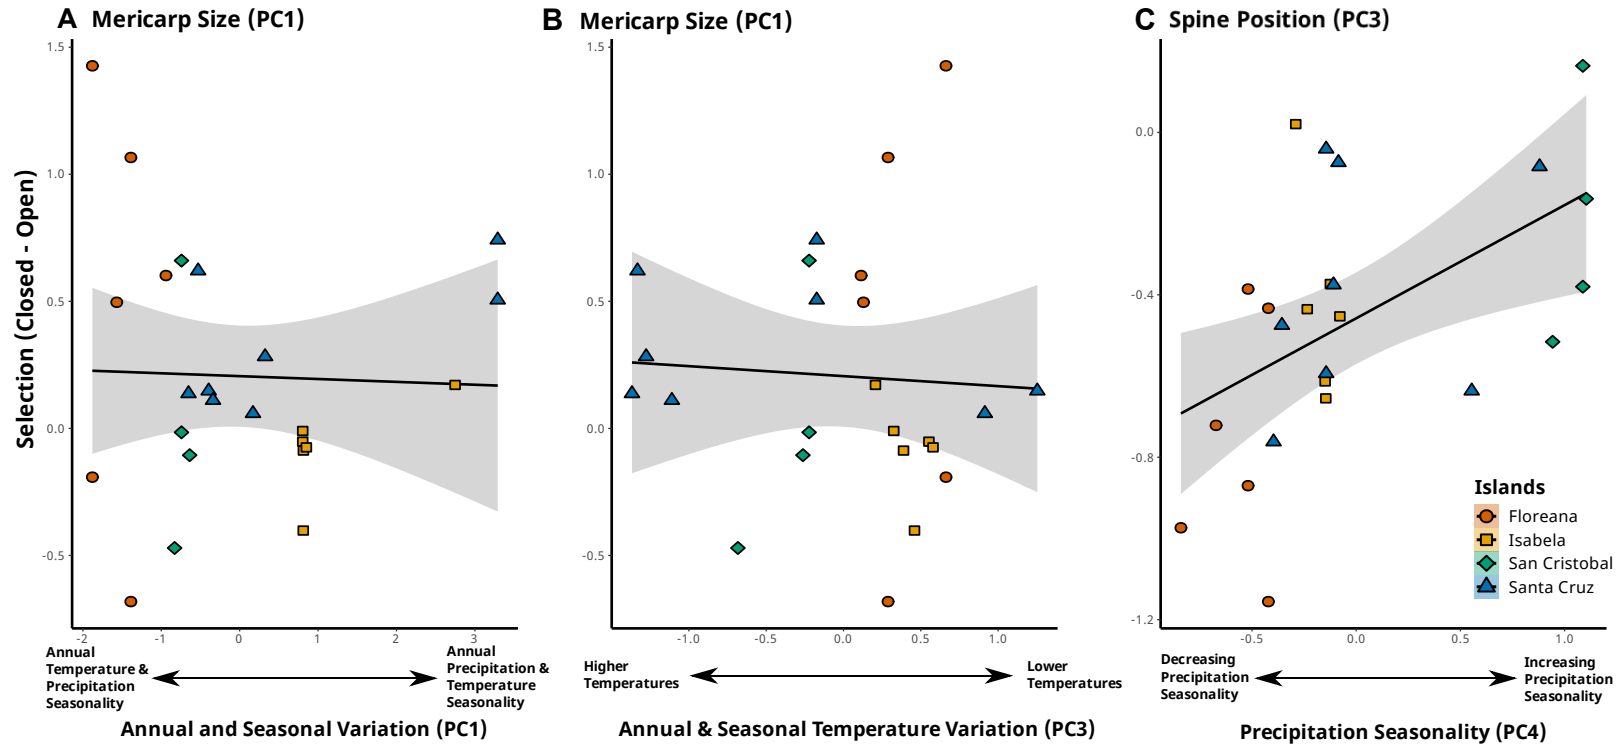 A Mericarp Size (PC1)
B Mericarp Size (PC1)
C Spine Position (PC3)
Selection (Closed - Open)
1.5
1.0
0.5
0.0
-0.5
-2
-1
0
1
2
3
Annual
Temperature &
Precipitation
Seasonality
Annual
Precipitation &
Temperature
Seasonality
Annual and Seasonal Variation (PC1)
1.5
1.0
0.5
0.0
-0.5
-1.0
-0.5
0.0
0.5
1.0
Higher
Temperatures
Lower
Temperatures
Annual & Seasonal Temperature Variation (PC3)
0.0
-0.4
-0.8
-1.2
-0.5
0.0
0.5
1.0
Islands
Floreana
Isabela
San Cristobal
Santa Cruz
Decreasing
Precipitation
Seasonality
Increasing
Precipitation
Seasonality
Precipitation Seasonality (PC4)